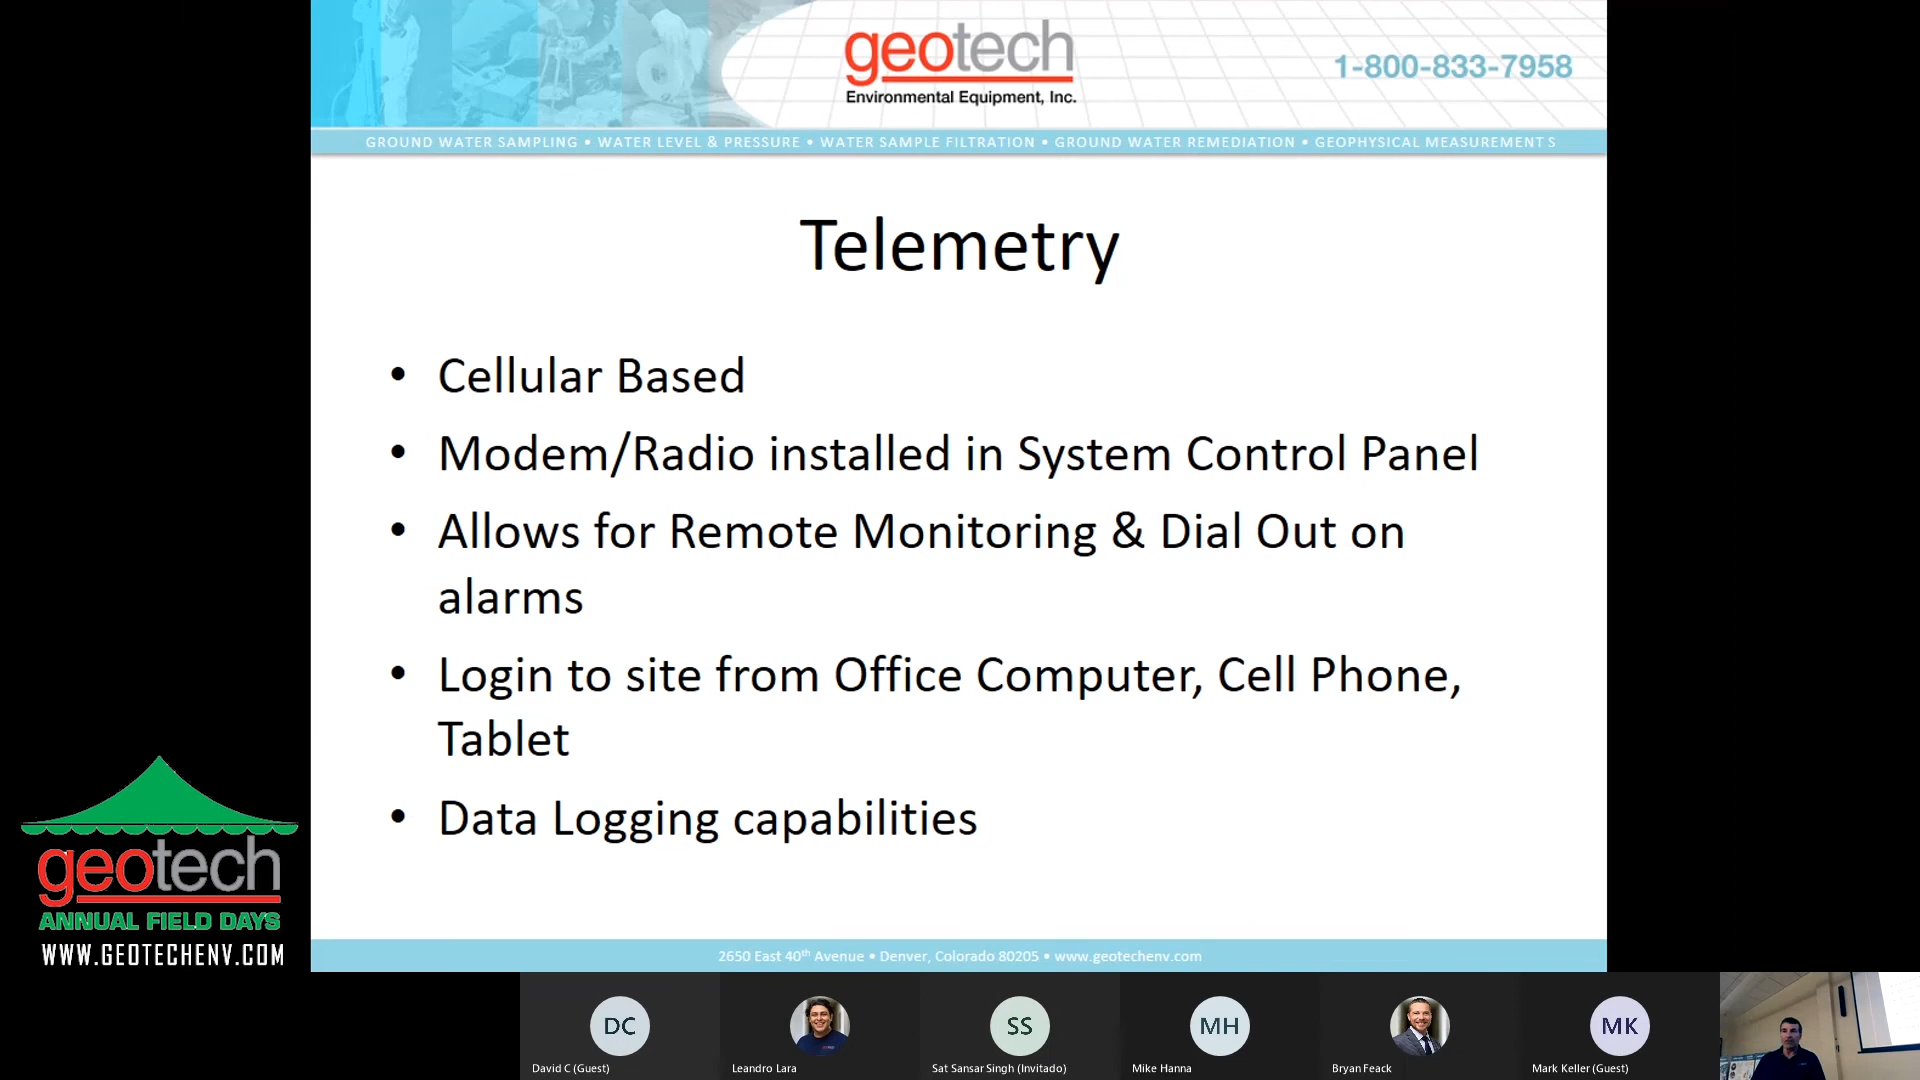 geotech
Environmental Equipment, Inc.
1-800-833-7958
GROUND WATER SAMPLING • WATER LEVEL & PRESSURE • WATER SAMPLE FILTRATION • GROUND WATER REMEDIATION • GEOPHYSICAL MEASUREMENTS
Telemetry
• Cellular Based
• Modem/Radio installed in System Control Panel
• Allows for Remote Monitoring & Dial Out on
alarms
• Login to site from Office Computer, Cell Phone,
Tablet
• Data Logging capabilities
geotech
ANNUAL FIELD DAYS
WWW.GEOTECHENV.COM
2650 East 40th Avenue • Denver, Colorado 80205 • www.geotechenv.com
DC
SS
MH
MK
David C (Guest)
Leandro Lara
Sat Sansar Singh (Invitado)
Mike Hanna
Bryan Feack
Mark Keller (Guest)